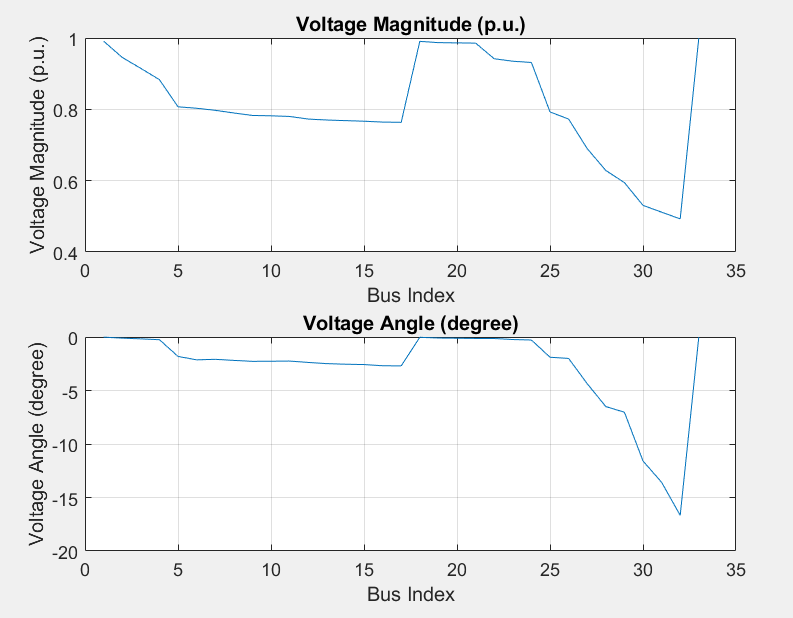 Voltage Magnitude (p.u.)
Voltage Magnitude (p.u.)
1
0.8
0.6
0.4
0 5 10 15 20 25 30 35
Bus Index
Voltage Angle (degree)
Voltage Angle (degree)
0
-5
-10
-15
-20
0 5 10 15 20 25 30 35
Bus Index